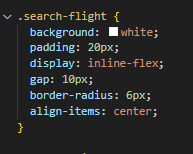 .search-flight {
background: white;
padding: 20px;
display: inline-flex;
gap: 10px;
border-radius: 6px;
align-items: center;
}